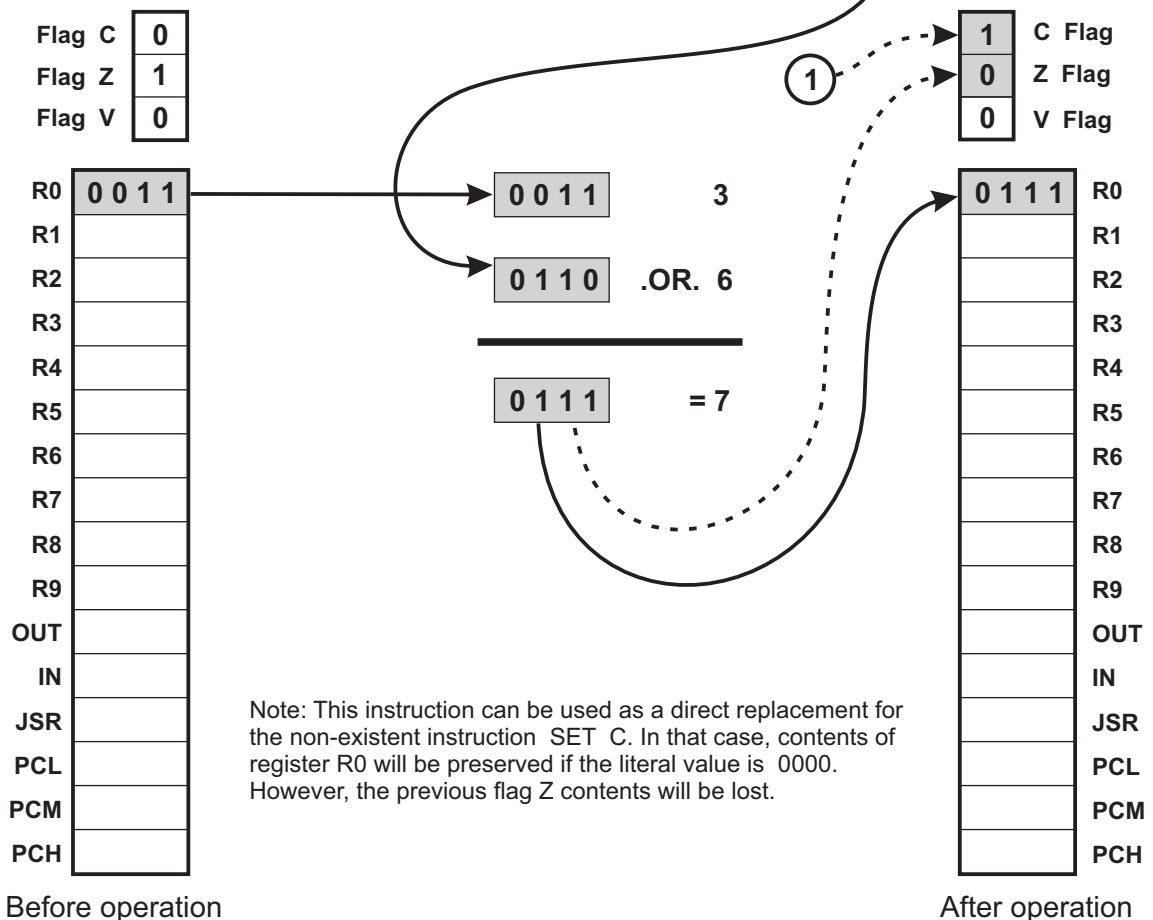 Flag C 0
Flag Z 1
Flag V 0
1
1 C Flag
0 Z Flag
0 V Flag
R0 0 0 1 1
R1
R2
R3
R4
R5
R6
R7
R8
R9
OUT
IN
JSR
PCL
PCM
PCH
Before operation
0 0 1 1 3
0 1 1 0 .OR. 6
0 1 1 1 = 7
Note: This instruction can be used as a direct replacement for
the non-existent instruction SET C. In that case, contents of
register R0 will be preserved if the literal value is 0000.
However, the previous flag Z contents will be lost.
0 1 1 1 R0
R1
R2
R3
R4
R5
R6
R7
R8
R9
OUT
IN
JSR
PCL
PCM
PCH
After operation